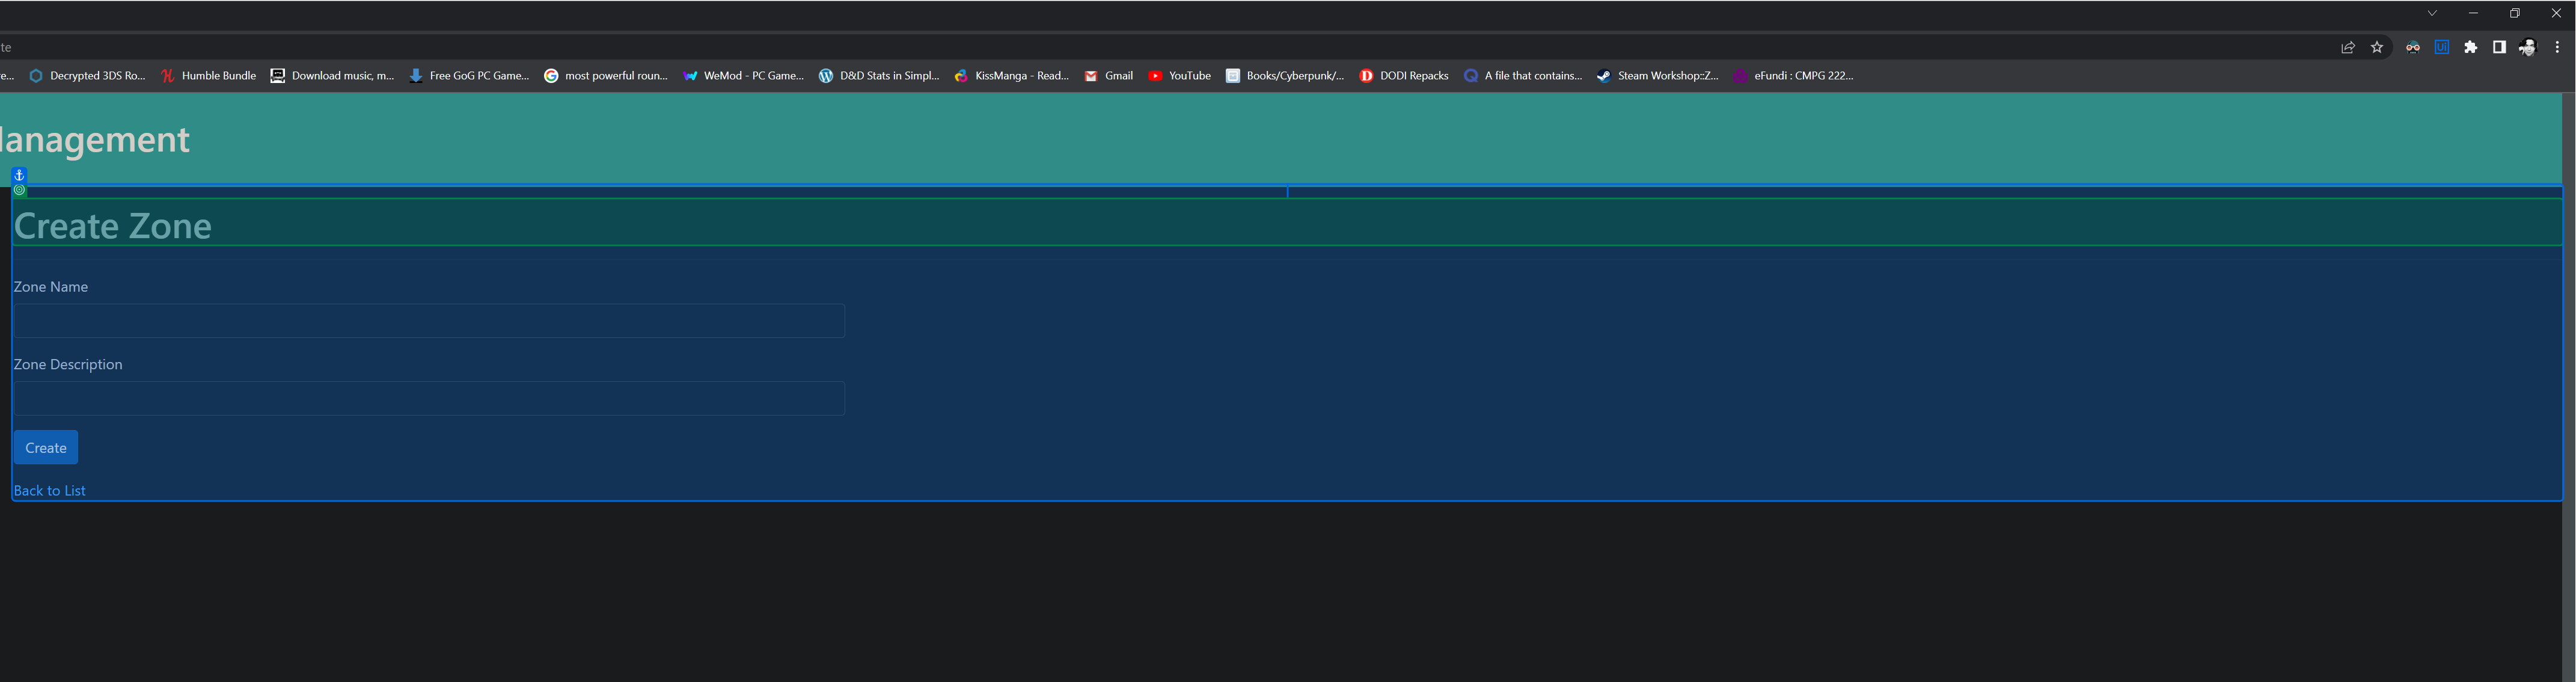 te
re...
Decrypted 3DS Ro...
Humble Bundle
Download music, m...
Free GoG PC Game...
most powerful roun...
WeMod - PC Game...
D&D Stats in Simpl...
KissManga - Read...
Gmail
YouTube
Books/Cyberpunk/...
DODI Repacks
A file that contains...
Steam Workshop::Z...
eFundi : CMPG 222...
anagement
Create Zone
Zone Name
Zone Description
Create
Back to List